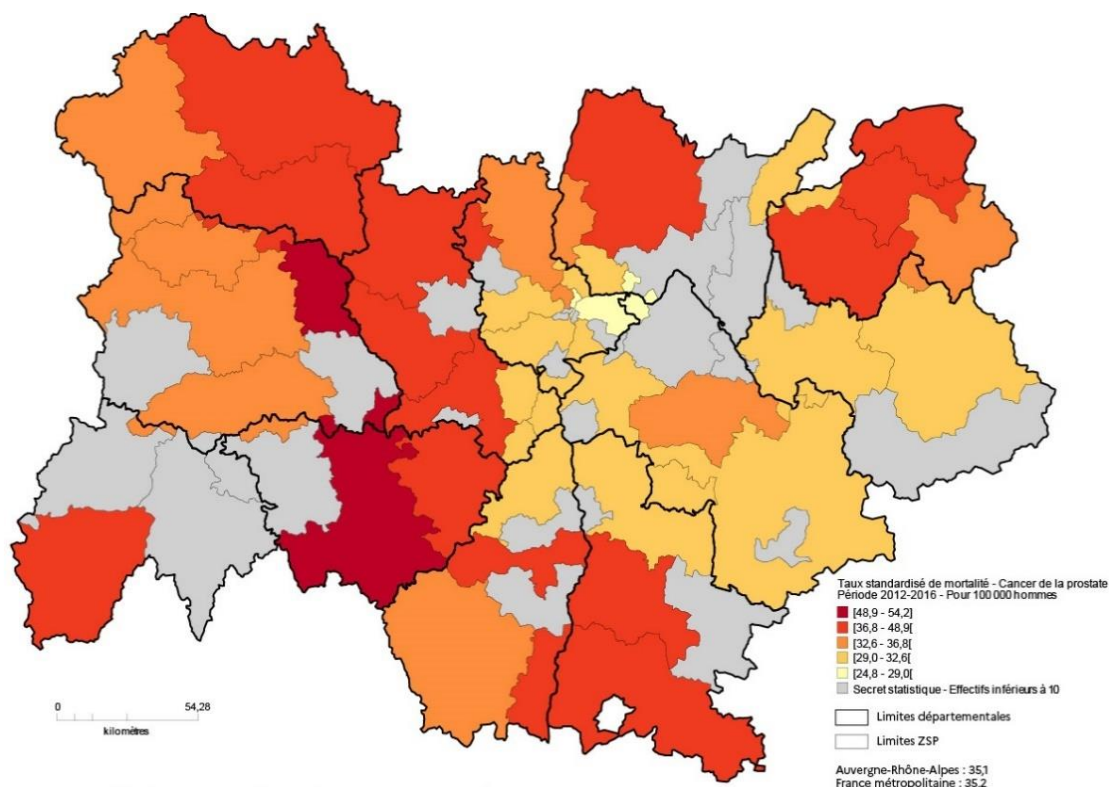 Taux standardisé de mortalité - Cancer de la prostate
Période 2012-2016 - Pour 100 000 hommes
[48,9 - 54,2]
[36,8 - 48,9[
[32,6 - 36,8[
[29,0 - 32,6[
[24,8 - 29,0[
Secret statistique - Effectifs inférieurs à 10
0 54,28
kilomètres
Limites départementales
Limites ZSP
Auvergne-Rhône-Alpes : 35,1
France métropolitaine : 35,2